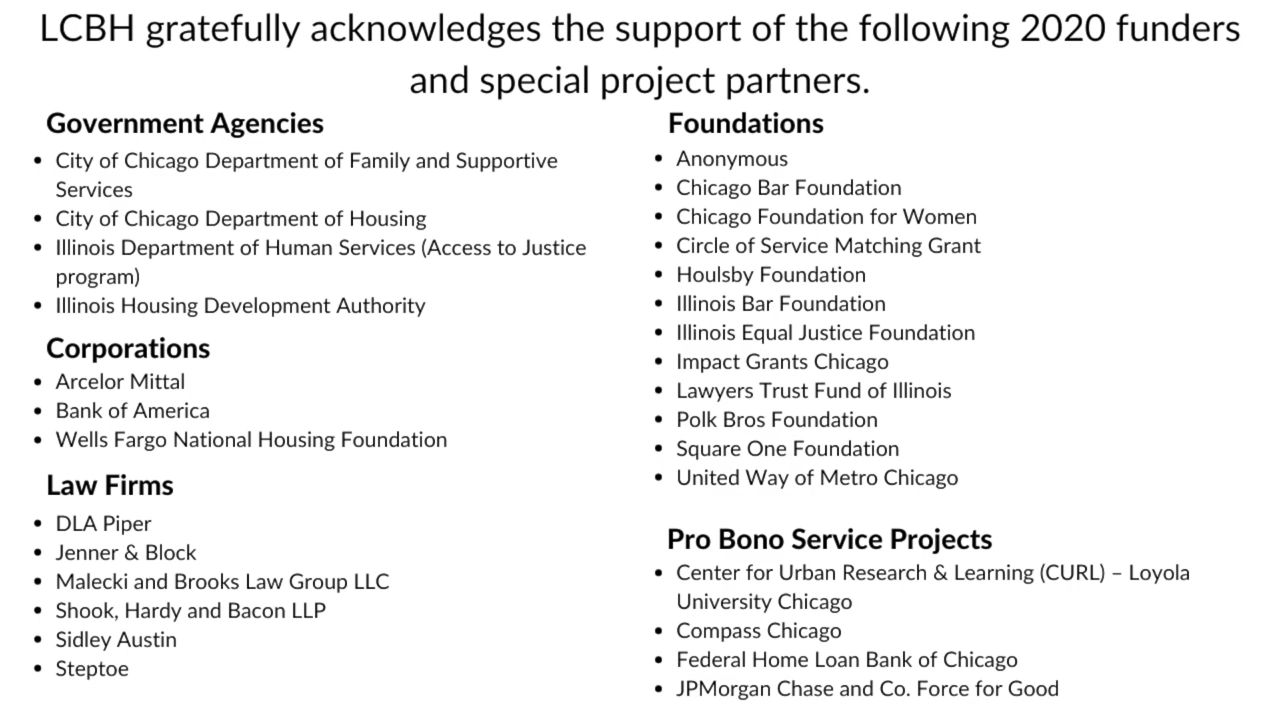 LCBH gratefully acknowledges the support of the following 2020 funders
and special project partners.
Government Agencies
• City of Chicago Department of Family and Supportive
Services
• City of Chicago Department of Housing
• Illinois Department of Human Services (Access to Justice
program)
• Illinois Housing Development Authority
Corporations
• Arcelor Mittal
• Bank of America
• Wells Fargo National Housing Foundation
Law Firms
• DLA Piper
• Jenner & Block
• Malecki and Brooks Law Group LLC
• Shook, Hardy and Bacon LLP
• Sidley Austin
• Steptoe
Foundations
• Anonymous
• Chicago Bar Foundation
• Chicago Foundation for Women
• Circle of Service Matching Grant
• Houlsby Foundation
• Illinois Bar Foundation
• Illinois Equal Justice Foundation
• Impact Grants Chicago
• Lawyers Trust Fund of Illinois
• Polk Bros Foundation
• Square One Foundation
• United Way of Metro Chicago
Pro Bono Service Projects
• Center for Urban Research & Learning (CURL) – Loyola
University Chicago
• Compass Chicago
• Federal Home Loan Bank of Chicago
• JPMorgan Chase and Co. Force for Good